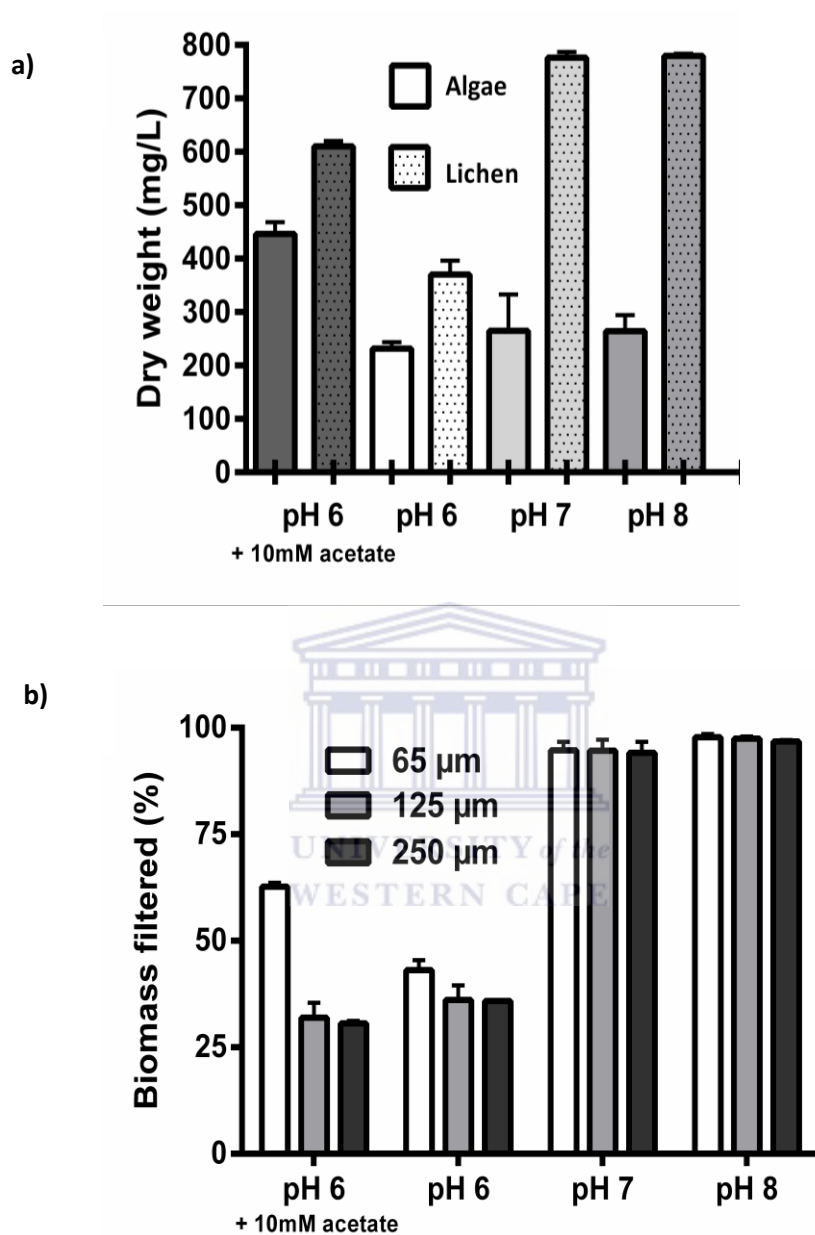 a)
Dry weight (mg/L)
800
700
600
500
400
300
200
100
0
Algae
Lichen
pH 6 pH 6 pH 7 pH 8
+ 10mM acetate
b)
Biomass filtered (%)
100
75
50
25
0
65 µm
125 µm
250 µm
UNIVERSITY of the
WESTERN CAPE
pH 6 pH 6 pH 7 pH 8
+ 10mM acetate